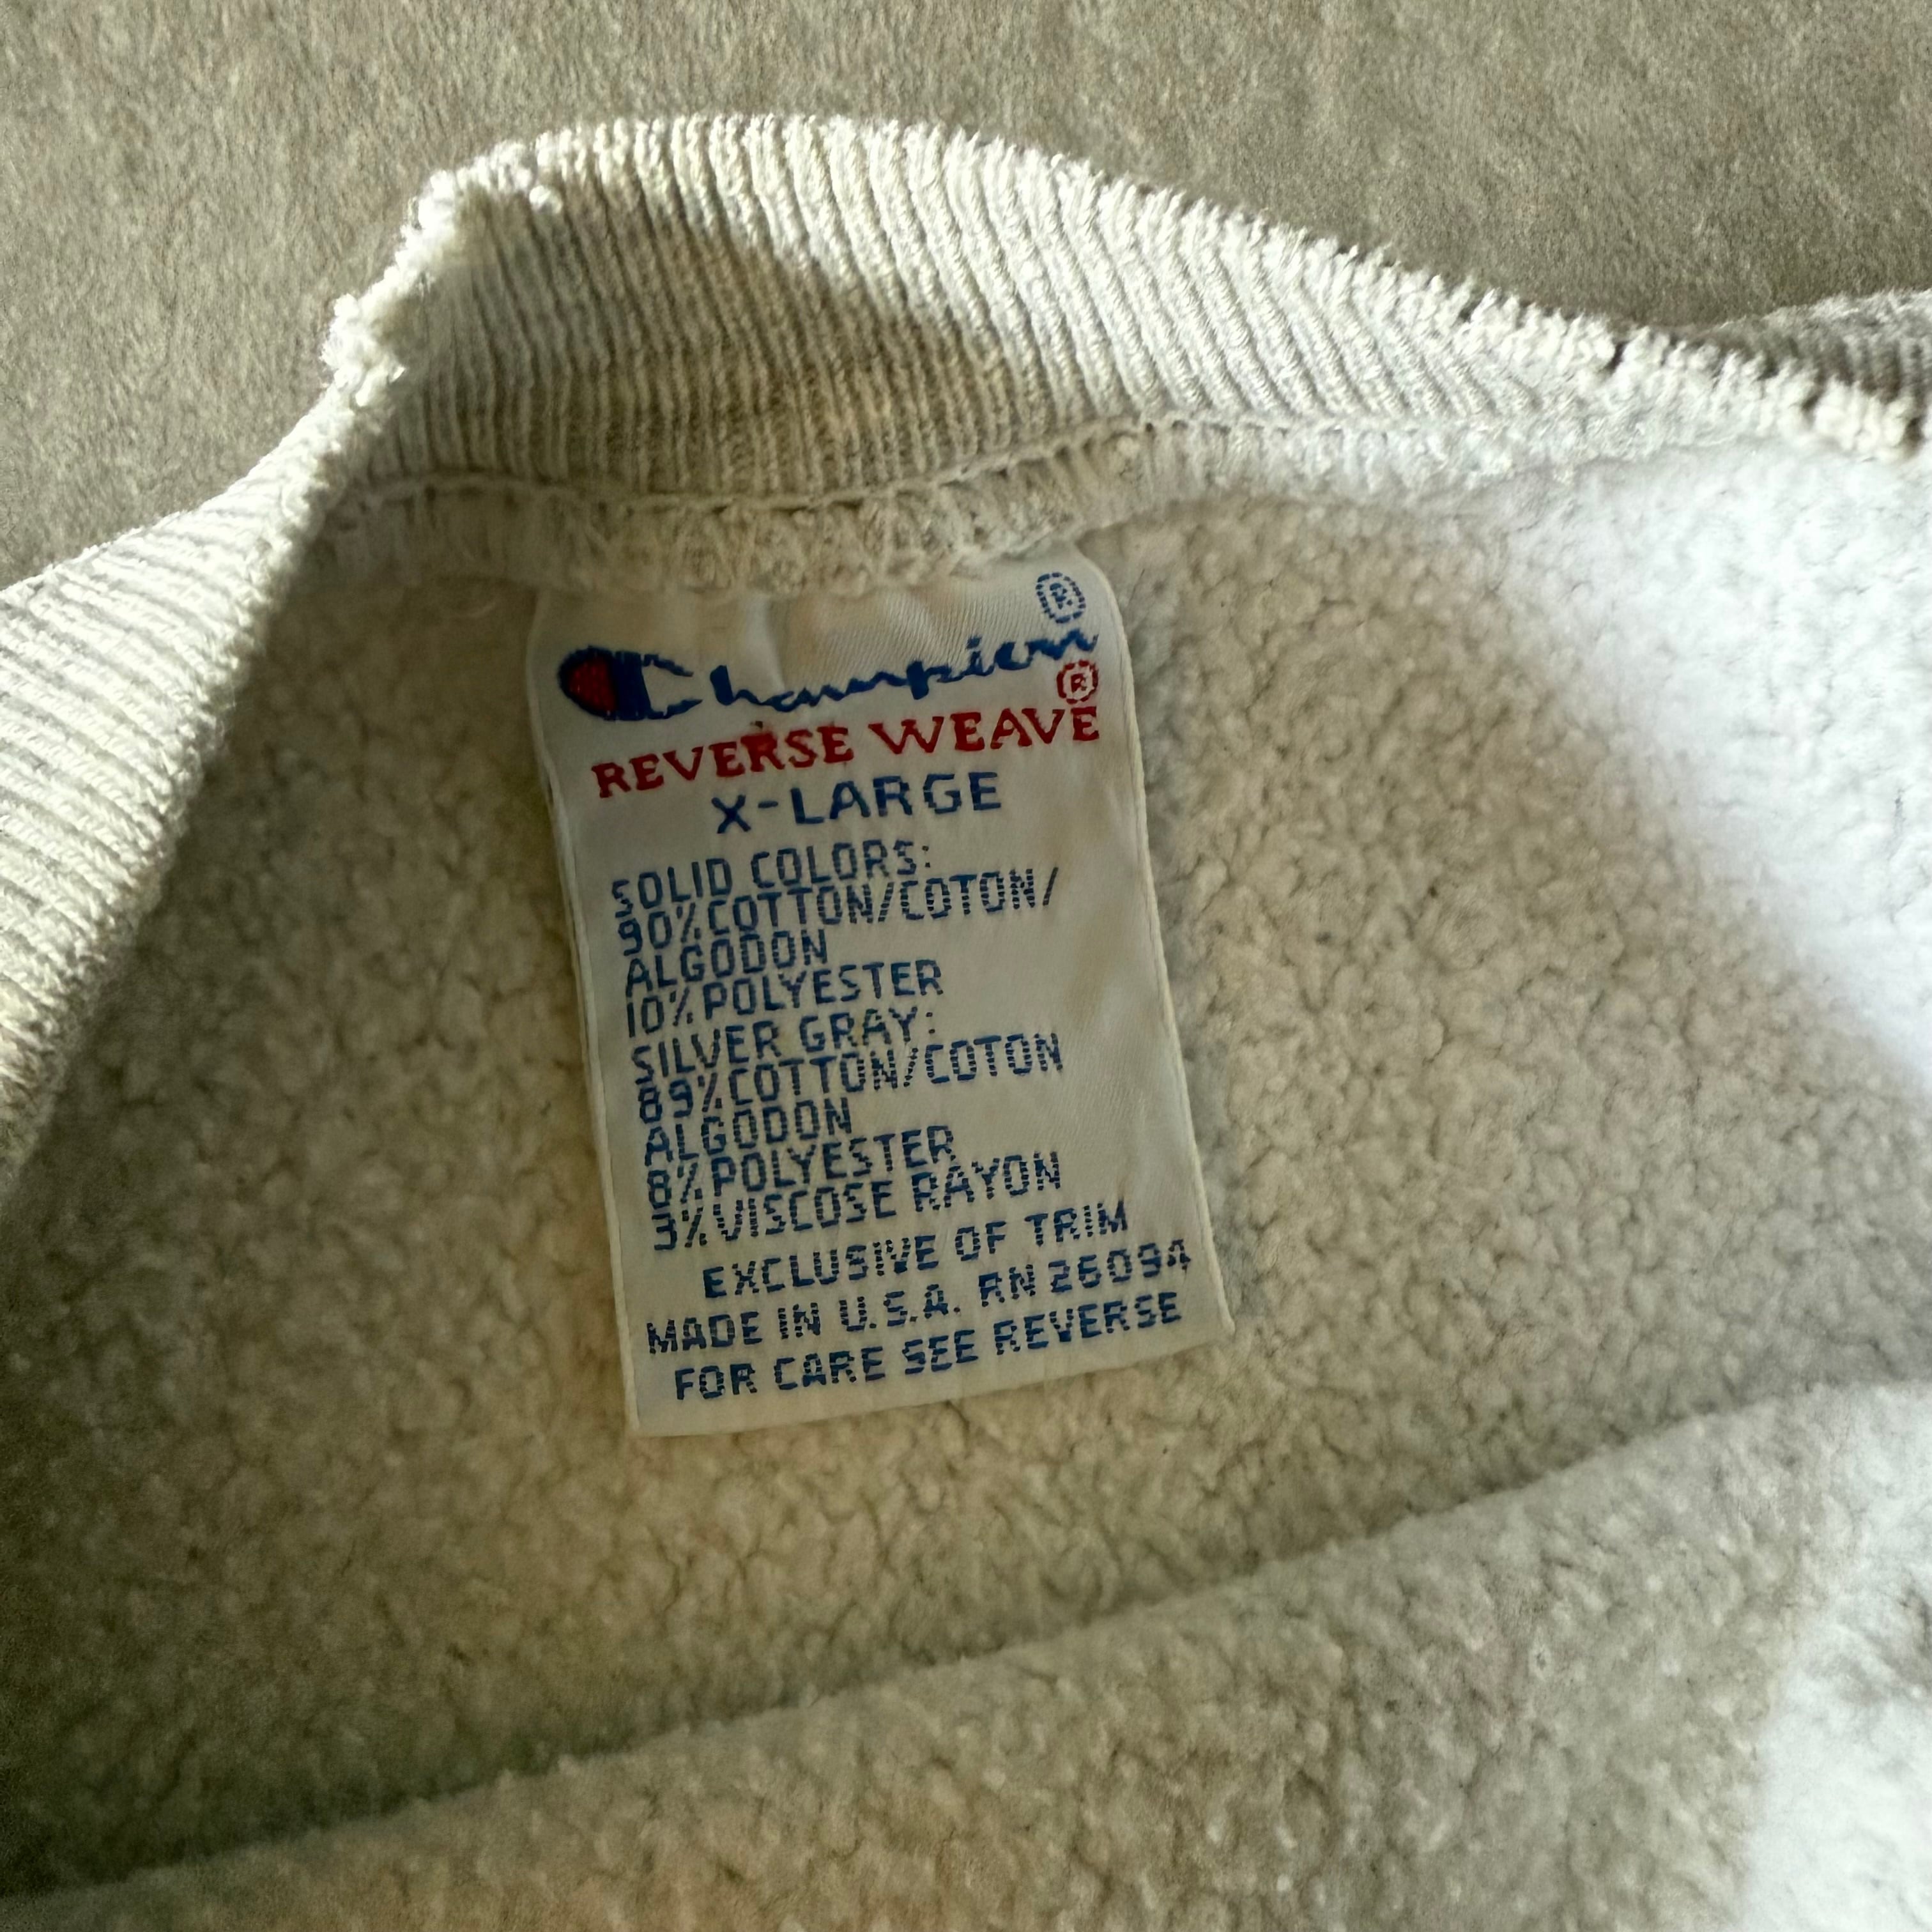 Champion®
REVERSE WEAVE®
X-LARGE
SOLID COLORS:
90%COTTON/COTON/
ALGODON
10%POLYESTER
SILVER GRAY:
89%COTTON/COTON
ALGODON
8%POLYESTER
3%VISCOSE RAYON
EXCLUSIVE OF TRIM
MADE IN U.S.A. RN 26094
FOR CARE SEE REVERSE